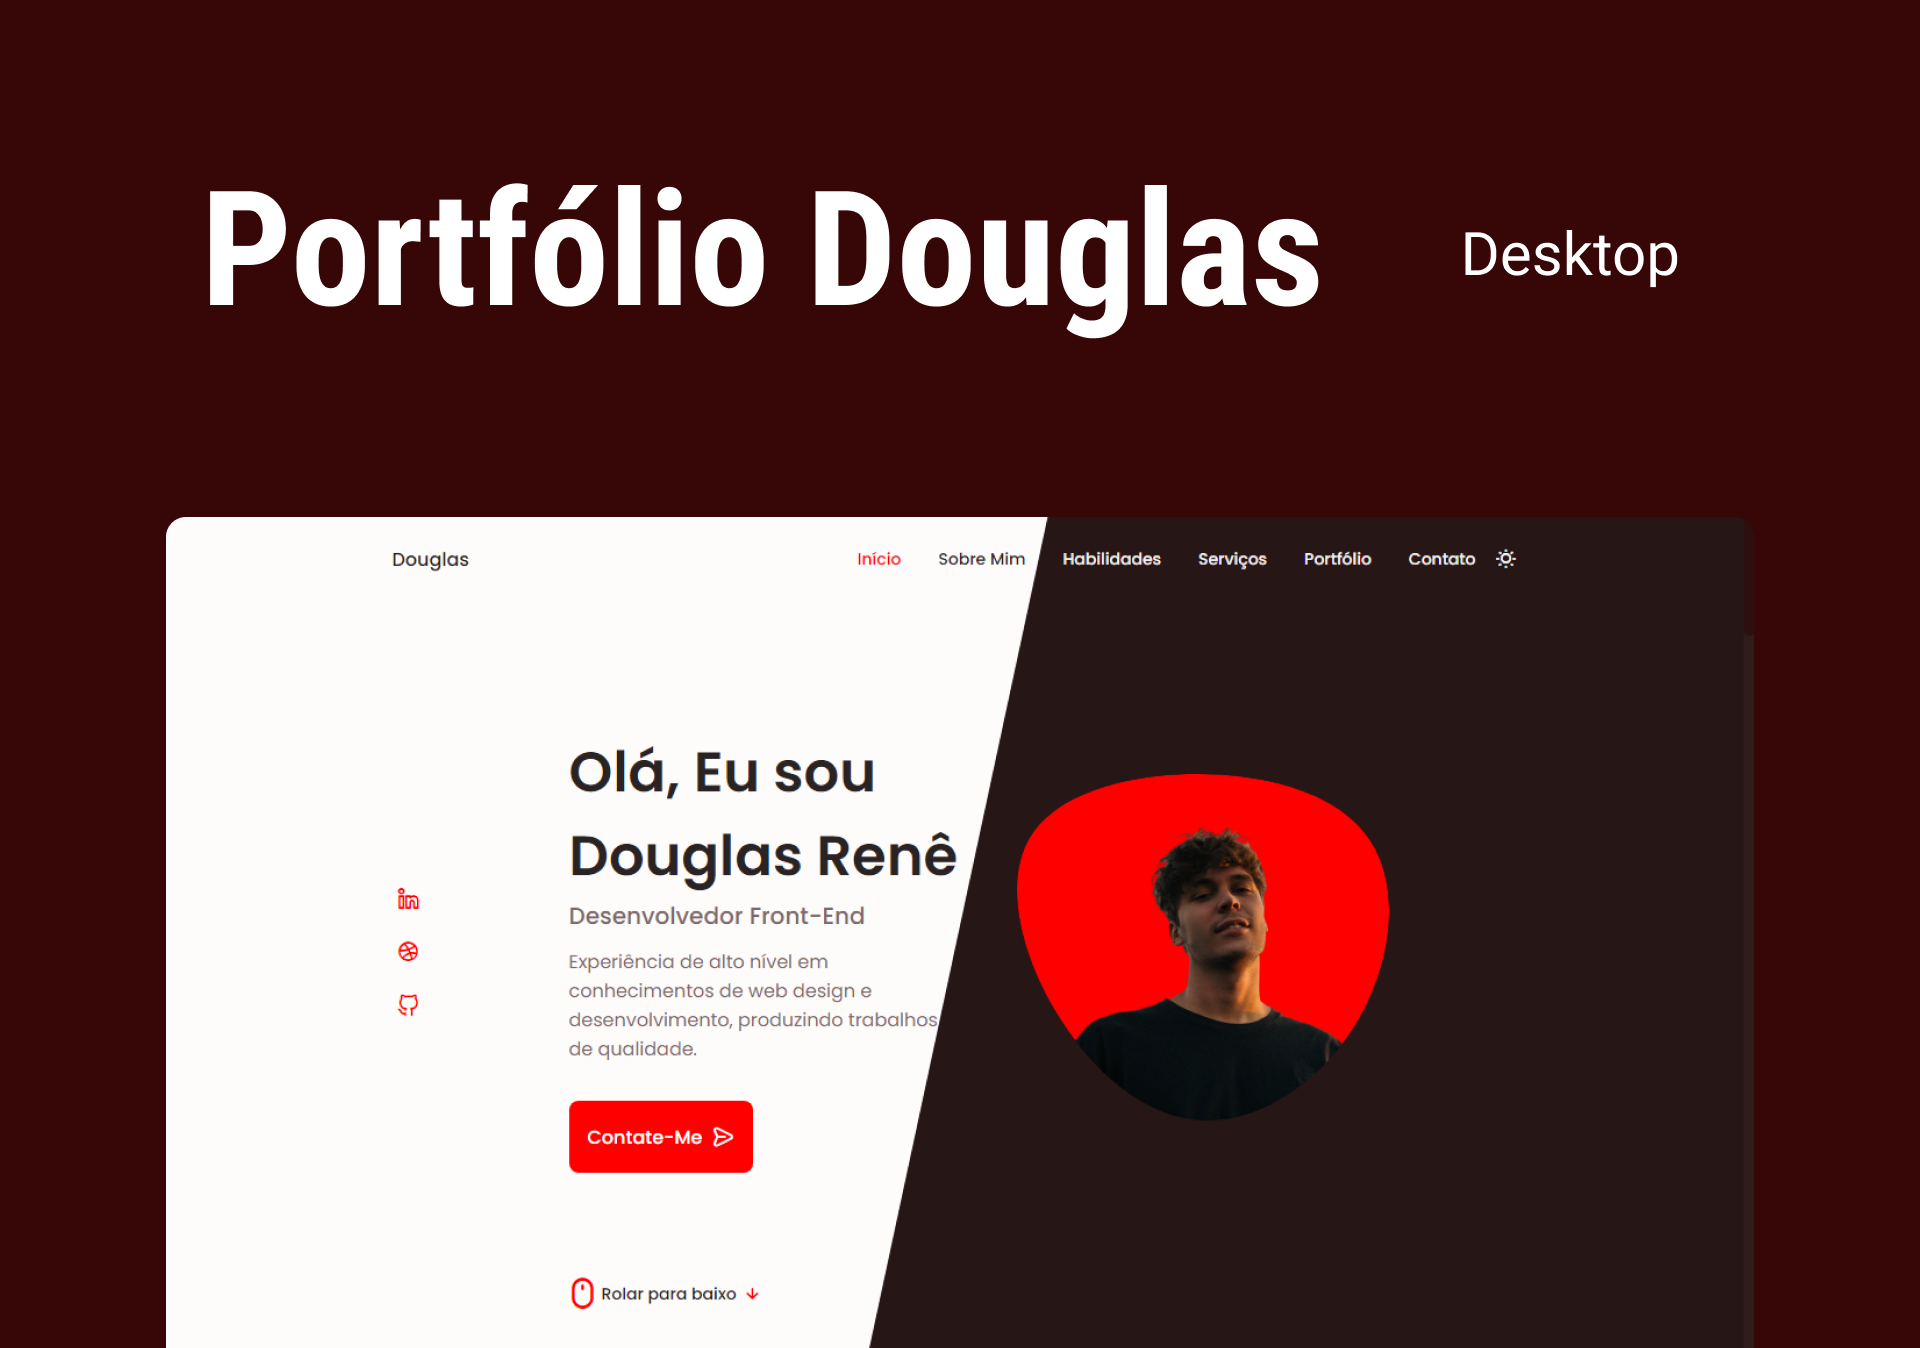 Portfólio Douglas
Desktop
Douglas
Início Sobre Mim Habilidades Serviços Portfólio Contato
Olá, Eu sou
Douglas Renê
Desenvolvedor Front-End
Experiência de alto nível em
conhecimentos de web design e
desenvolvimento, produzindo trabalhos
de qualidade.
Contate-Me
Rolar para baixo